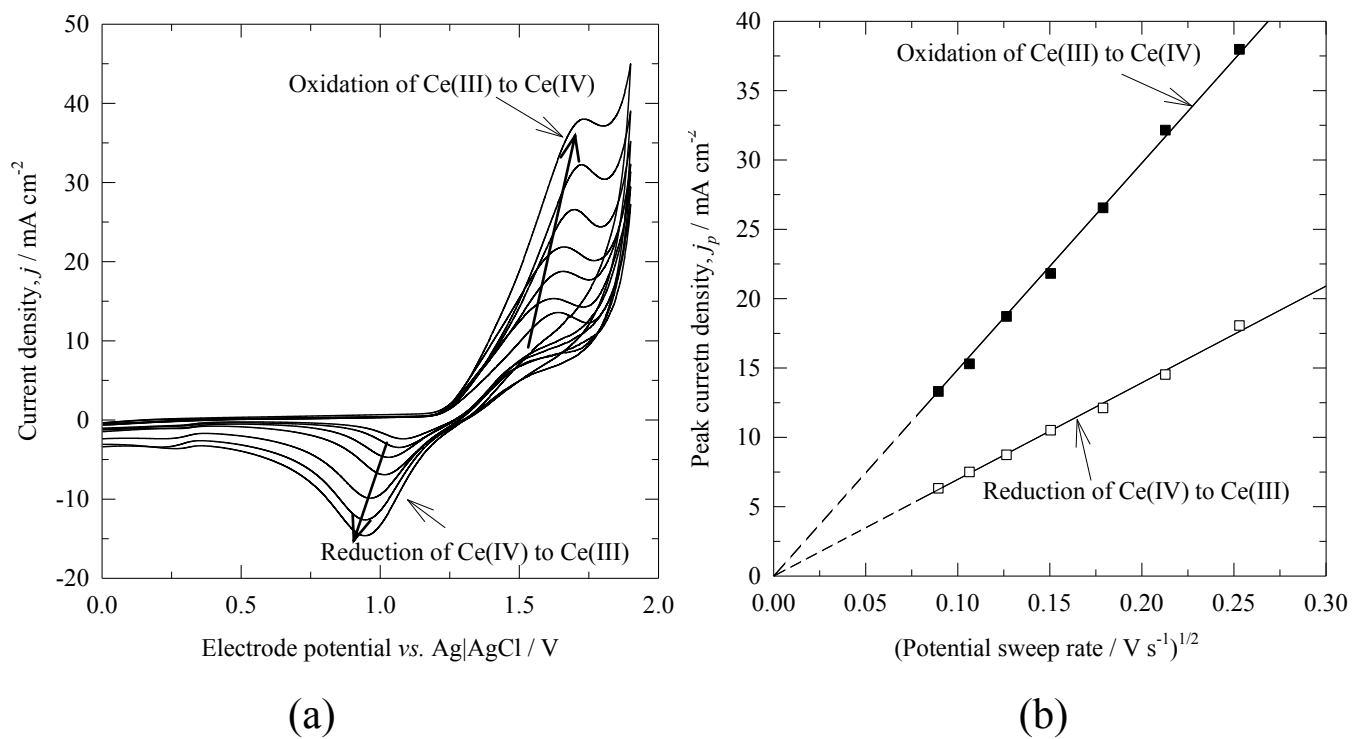 50
40
30
20
10
0
-10
-20
Current density, j / mA cm-2
Oxidation of Ce(III) to Ce(IV)
Reduction of Ce(IV) to Ce(III)
0.0 0.5 1.0 1.5 2.0
Electrode potential vs. Ag|AgCl / V
(a)
40
35
30
25
20
15
10
5
0
Peak curretn density, jp / mA cm-2
Oxidation of Ce(III) to Ce(IV)
Reduction of Ce(IV) to Ce(III)
0.00 0.05 0.10 0.15 0.20 0.25 0.30
(Potential sweep rate / V s-1)1/2
(b)